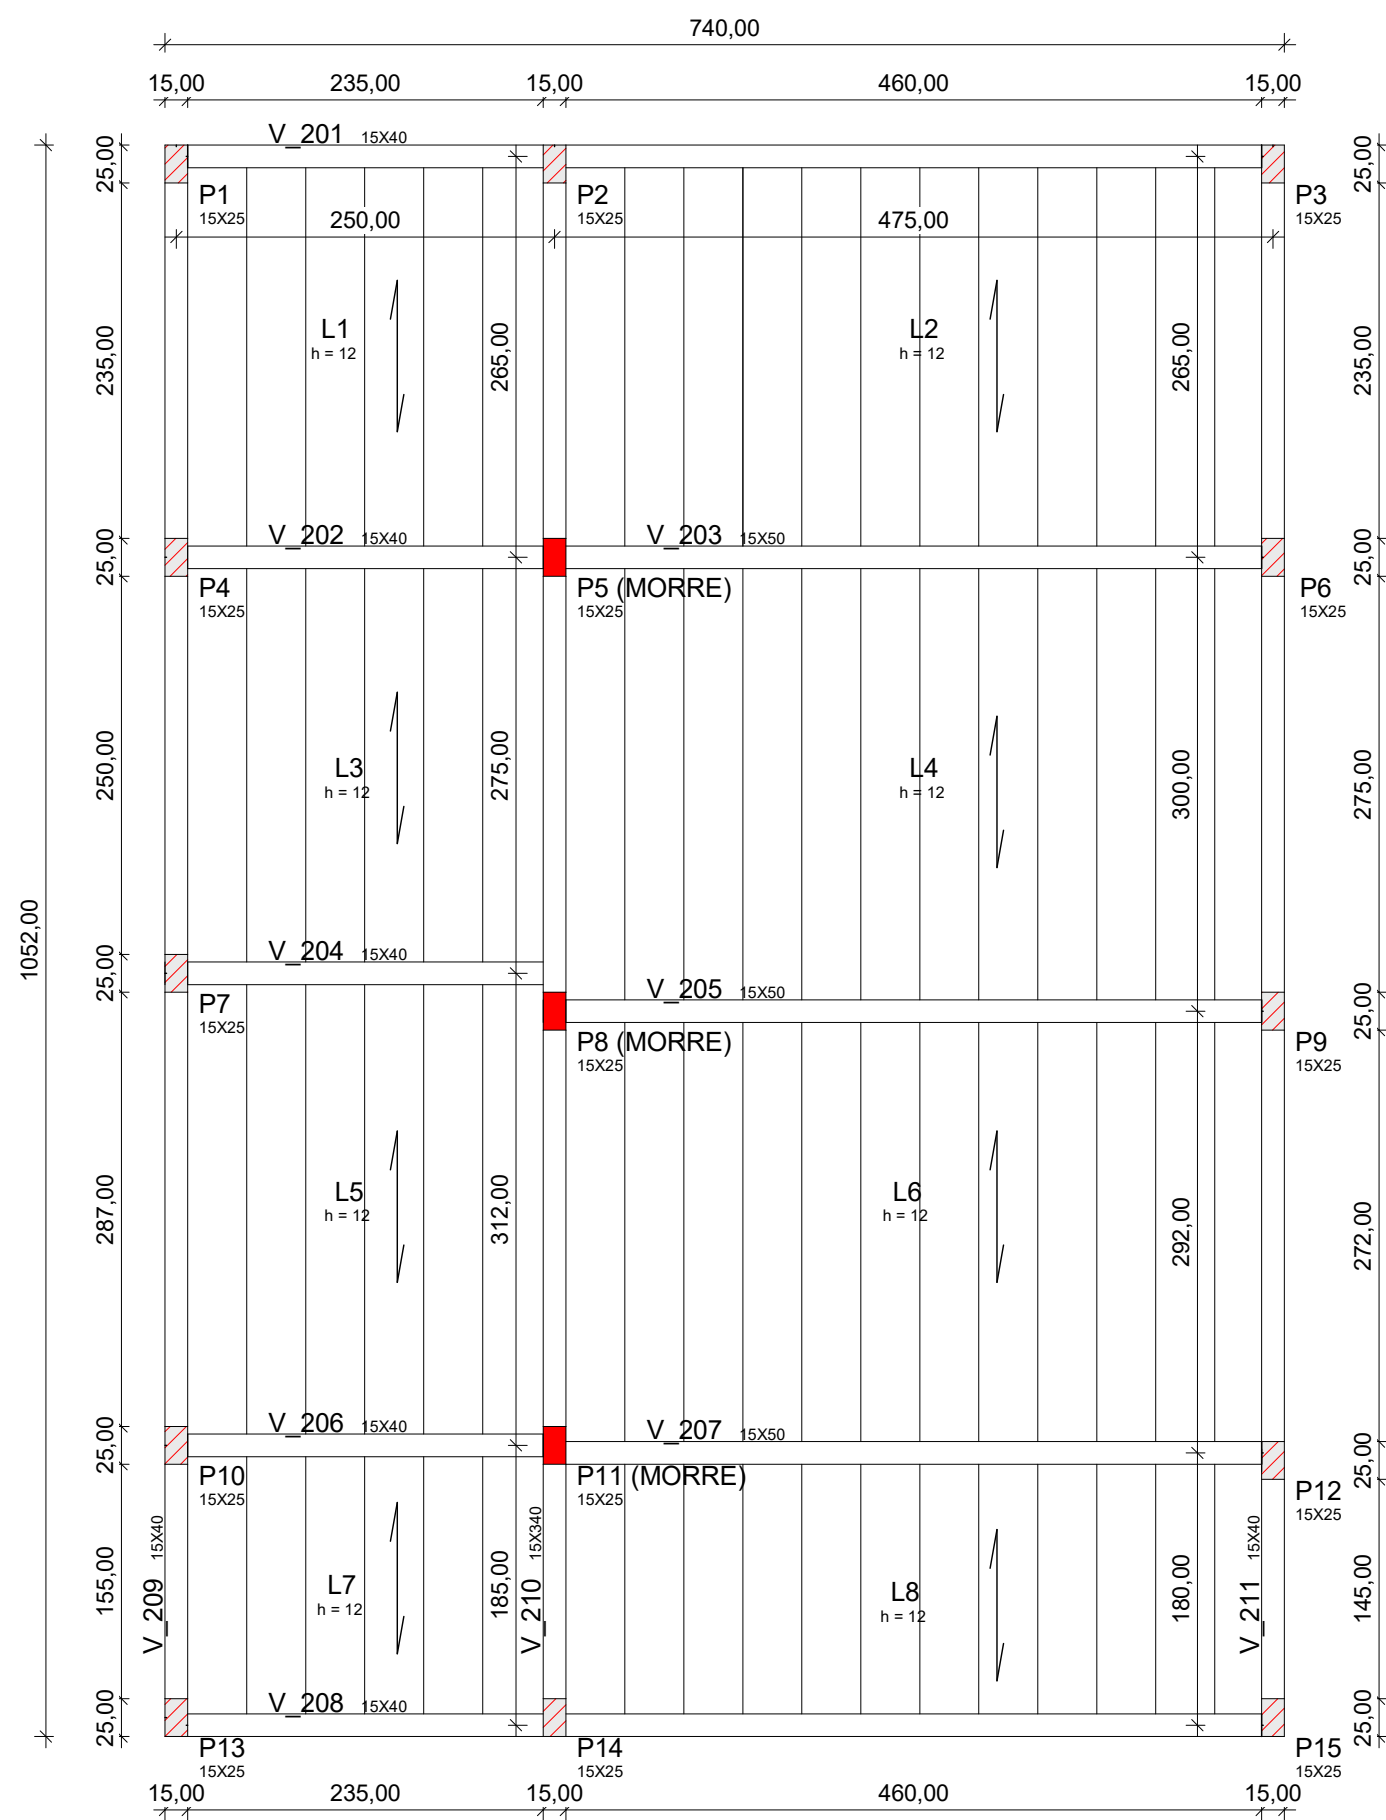 740,00
15,00 235,00 15,00 460,00 15,00
V_201 15X40
25,00 25,00
P1 P2 P3
15X25 15X25 15X25
250,00 475,00
L1 L2
h = 12 h = 12
235,00 265,00 265,00 235,00
V_202 15X40 V_203 15X50
25,00 25,00
P4 P5 (MORRE) P6
15X25 15X25 15X25
L3 L4
h = 12 h = 12
250,00 275,00 300,00 275,00
1052,00
V_204 15X40
25,00
V_205 15X50
P7 25,00
15X25
P8 (MORRE) P9
15X25 15X25
L5 L6
h = 12 h = 12
287,00 312,00 292,00 272,00
V_206 15X40 V_207 15X50
25,00 25,00
P10 P11 (MORRE) P12
15X25 15X25 15X25
V_209 15X40 V_210 15X340 V_211 15X40
L7 L8
h = 12 h = 12
155,00 185,00 180,00 145,00
V_208 15X40
25,00 25,00
P13 P14 P15
15X25 15X25 15X25
15,00 235,00 15,00 460,00 15,00